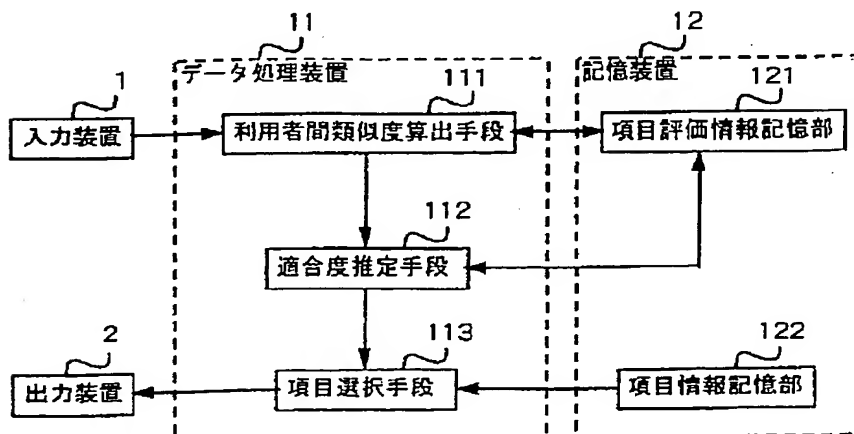 11
12
データ処理装置
記憶装置
1
111
121
入力装置
利用者間類似度算出手段
項目評価情報記憶部
112
適合度推定手段
2
113
122
出力装置
項目選択手段
項目情報記憶部